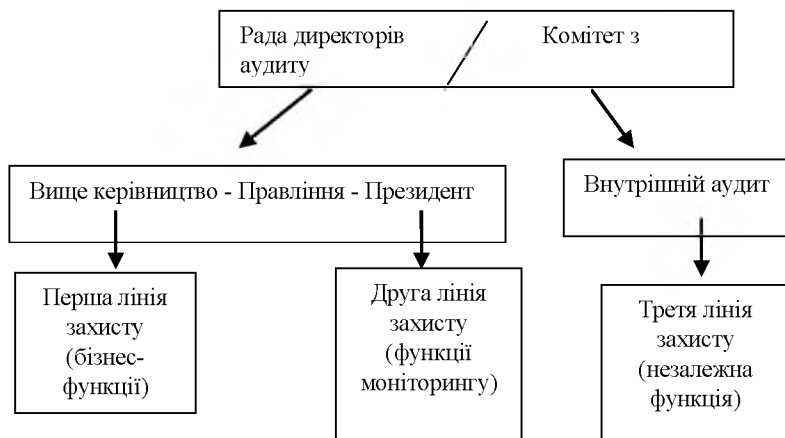 Рада директорів / Комітет з
аудиту
Вище керівництво - Правління - Президент
Внутрішній аудит
Перша лінія
захисту
(бізнес-
функції)
Друга лінія
захисту
(функції
моніторингу)
Третя лінія
захисту
(незалежна
функція)